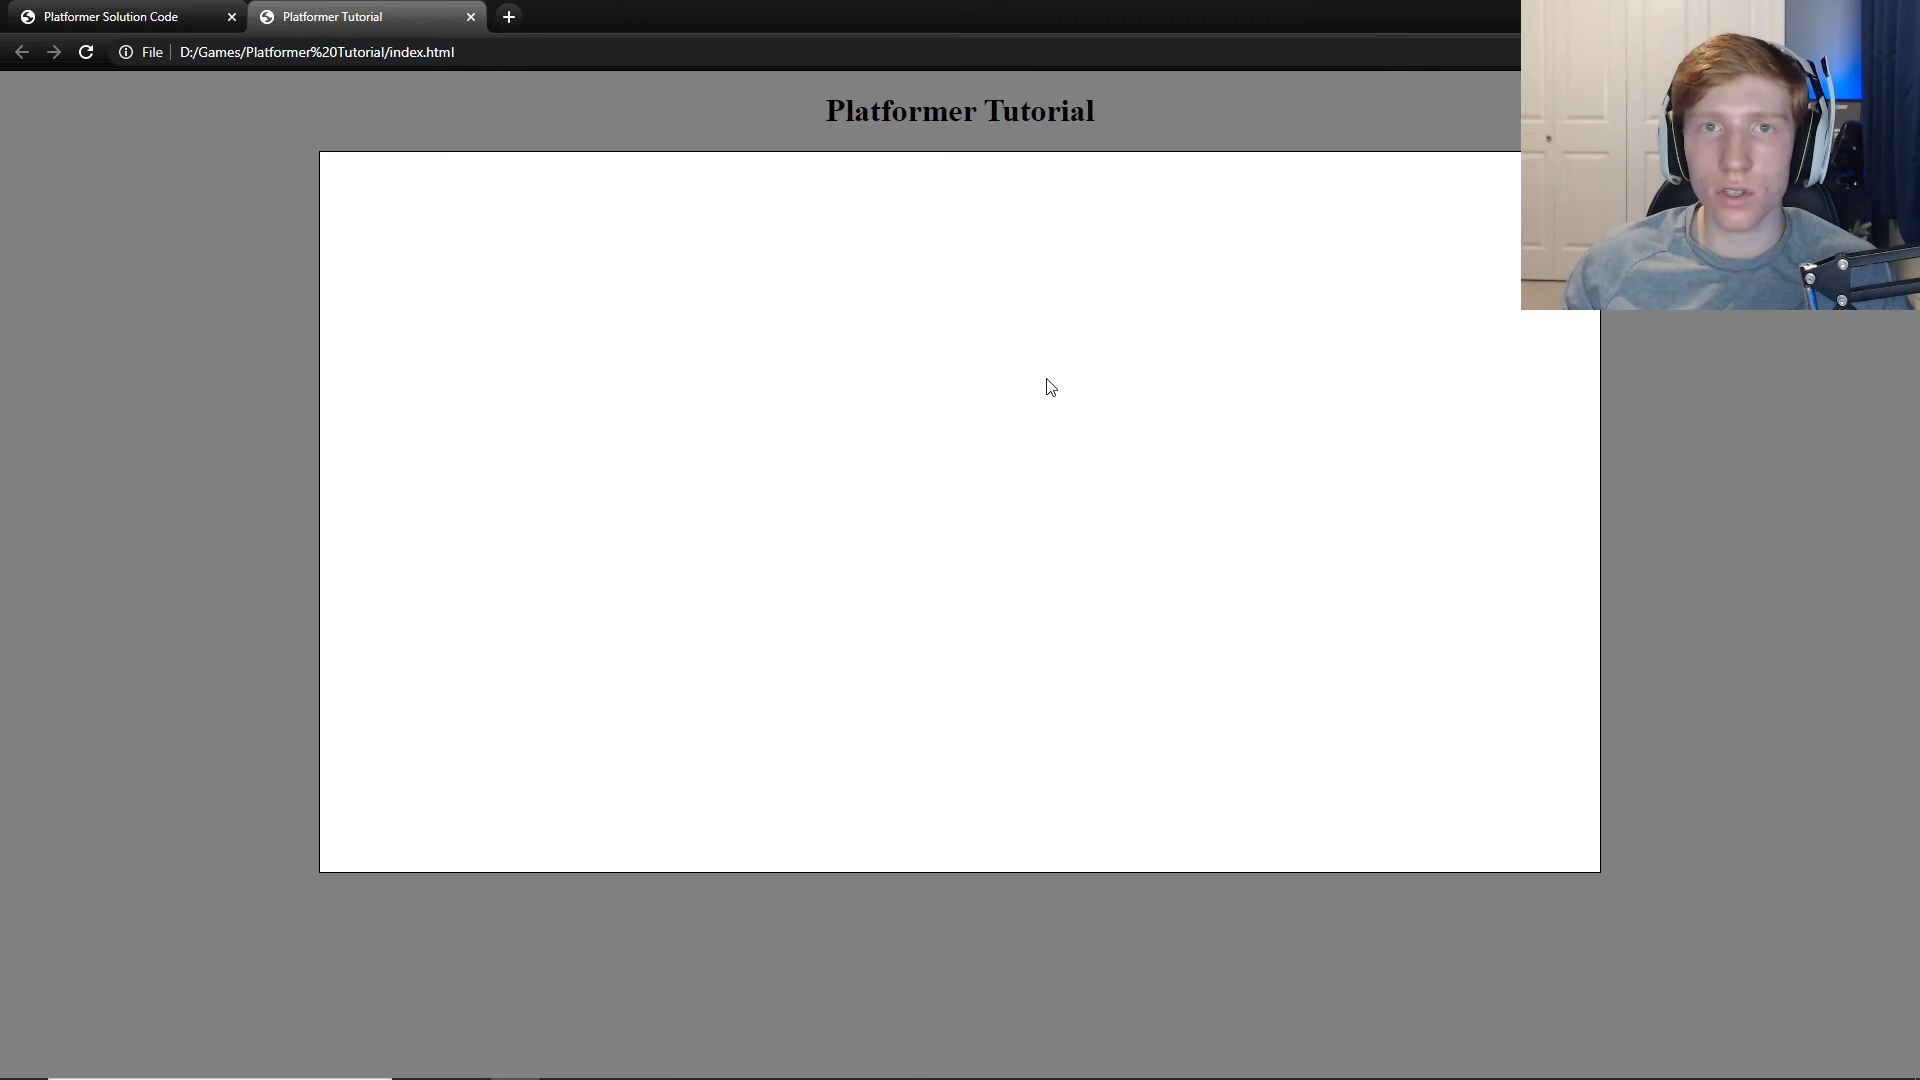 Platformer Solution Code
Platformer Tutorial
File D:/Games/Platformer%20Tutorial/index.html
Platformer Tutorial